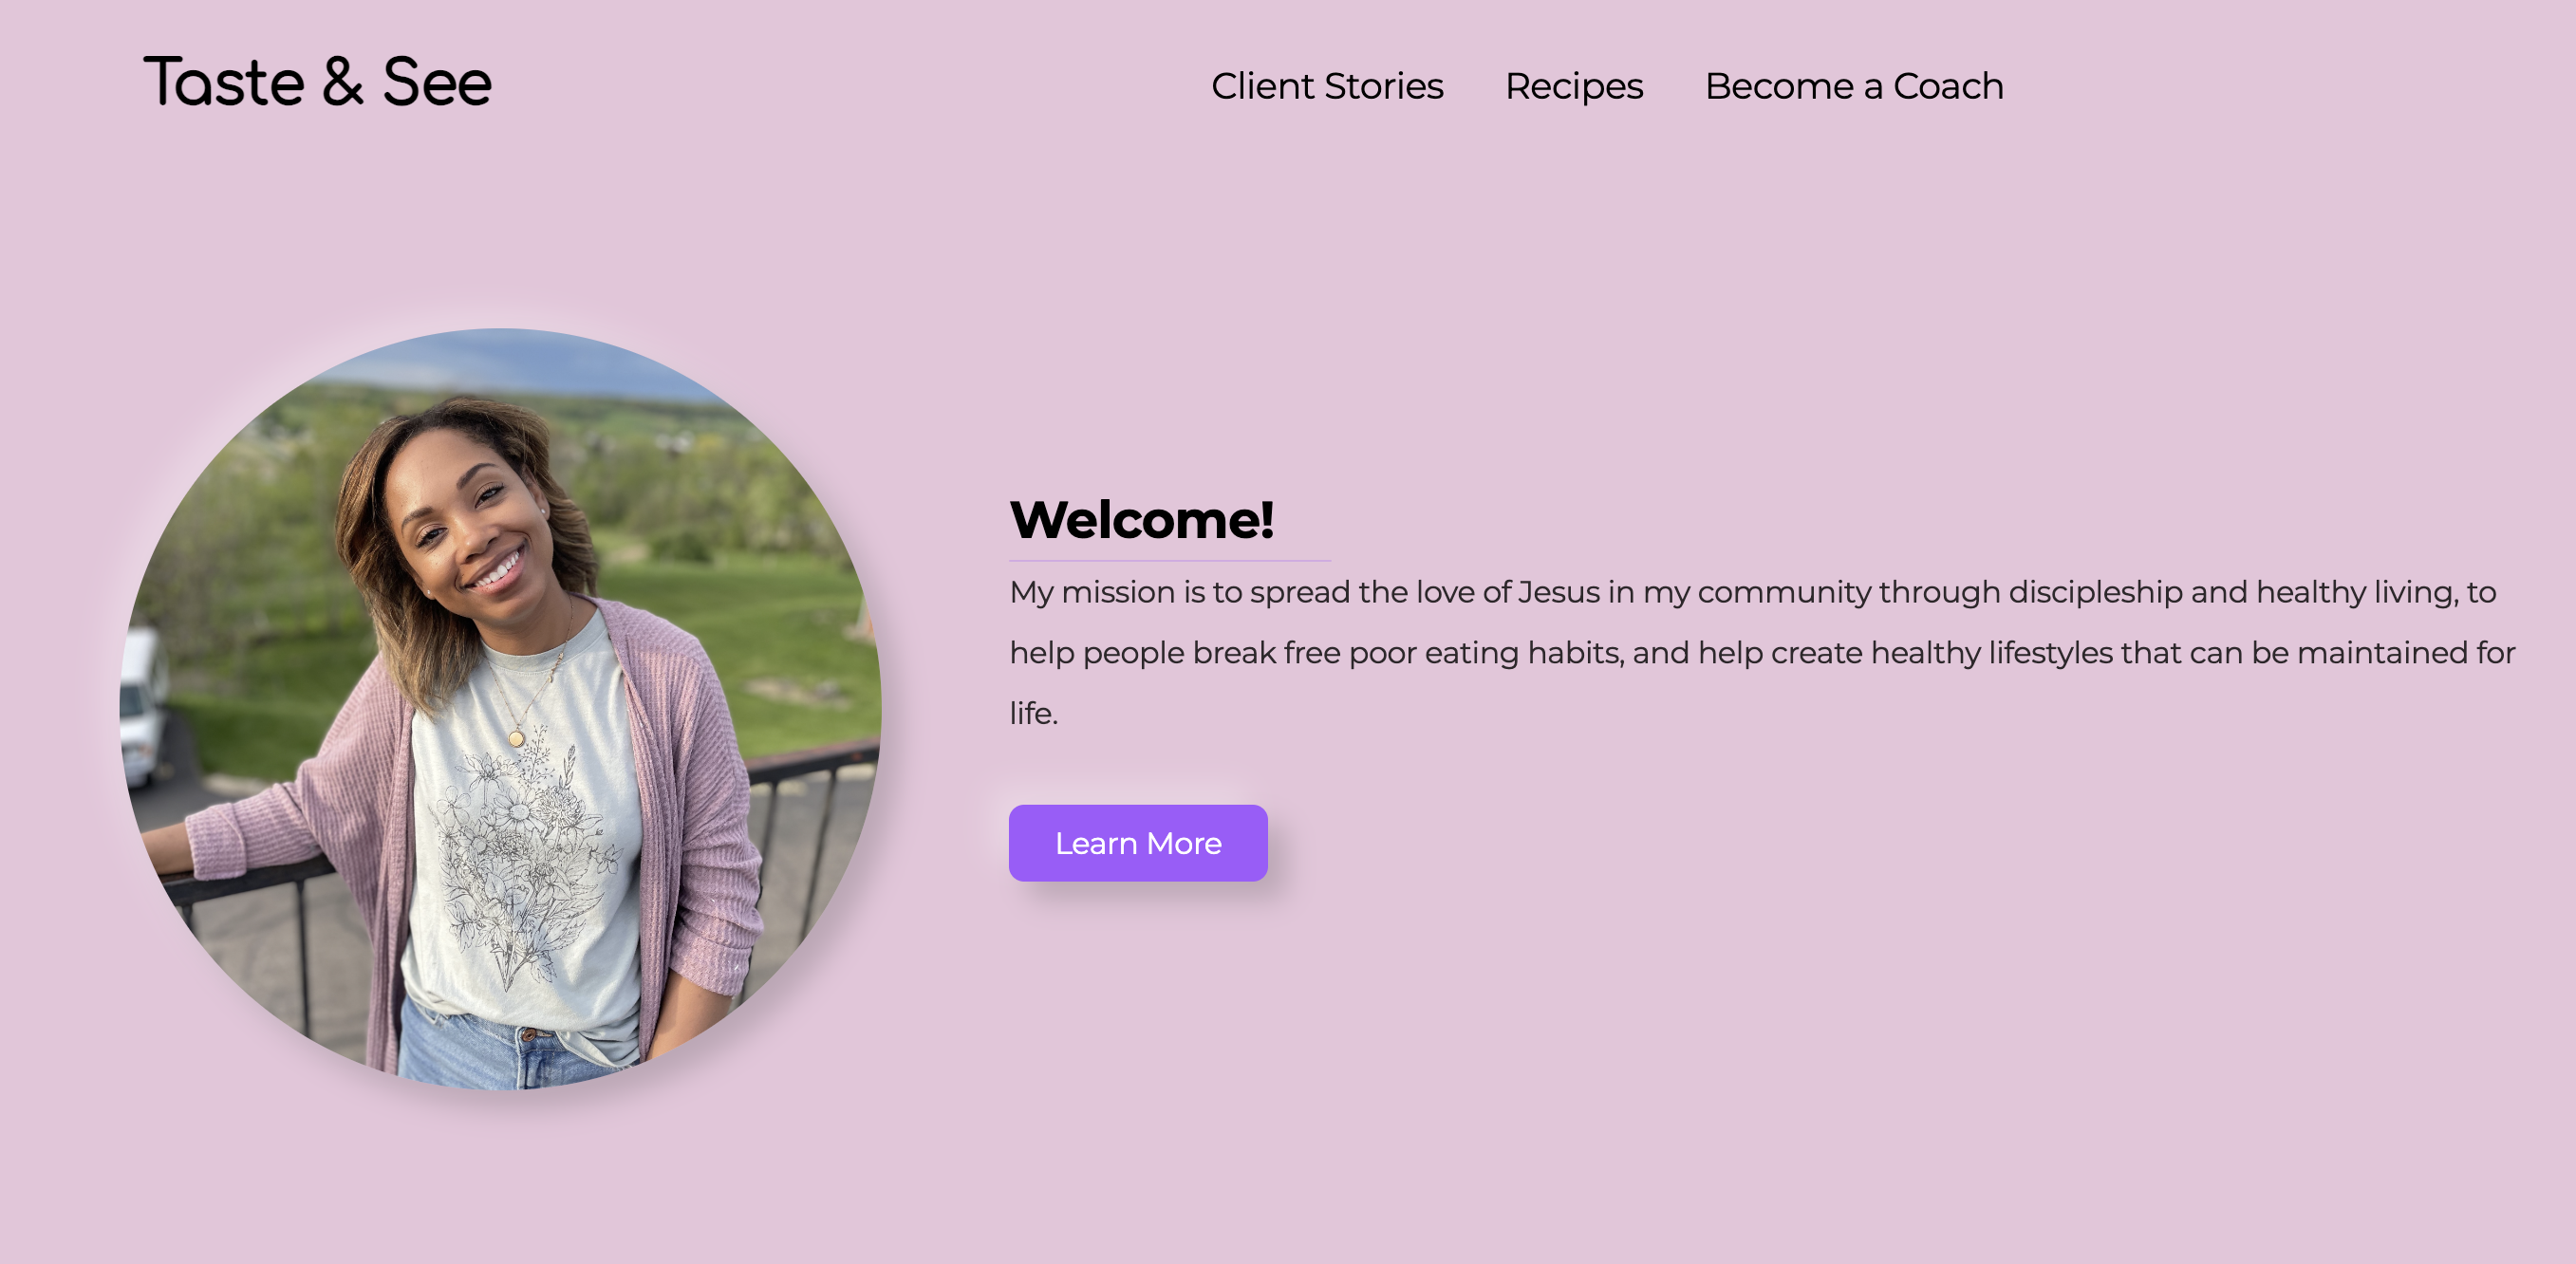 Taste & See
Client Stories
Recipes
Become a Coach
Welcome!
My mission is to spread the love of Jesus in my community through discipleship and healthy living, to
help people break free poor eating habits, and help create healthy lifestyles that can be maintained for
life.
Learn More